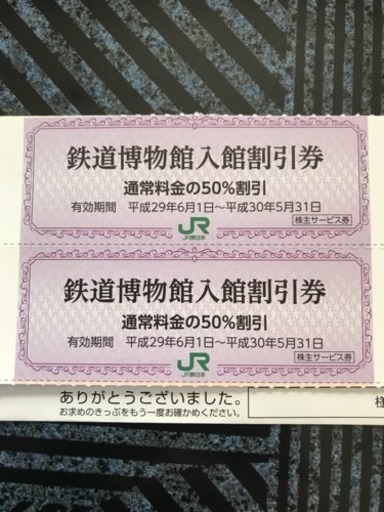 鉄道博物館入館割引券
通常料金の50%割引
有効期間 平成29年6月1日〜平成30年5月31日
JR
JR東日本
株主サービス券
鉄道博物館入館割引券
通常料金の50%割引
有効期間 平成29年6月1日〜平成30年5月31日
JR
JR東日本
株主サービス券
ありがとうございました。
お求めのきっぷをもう一度お確かめください。
様